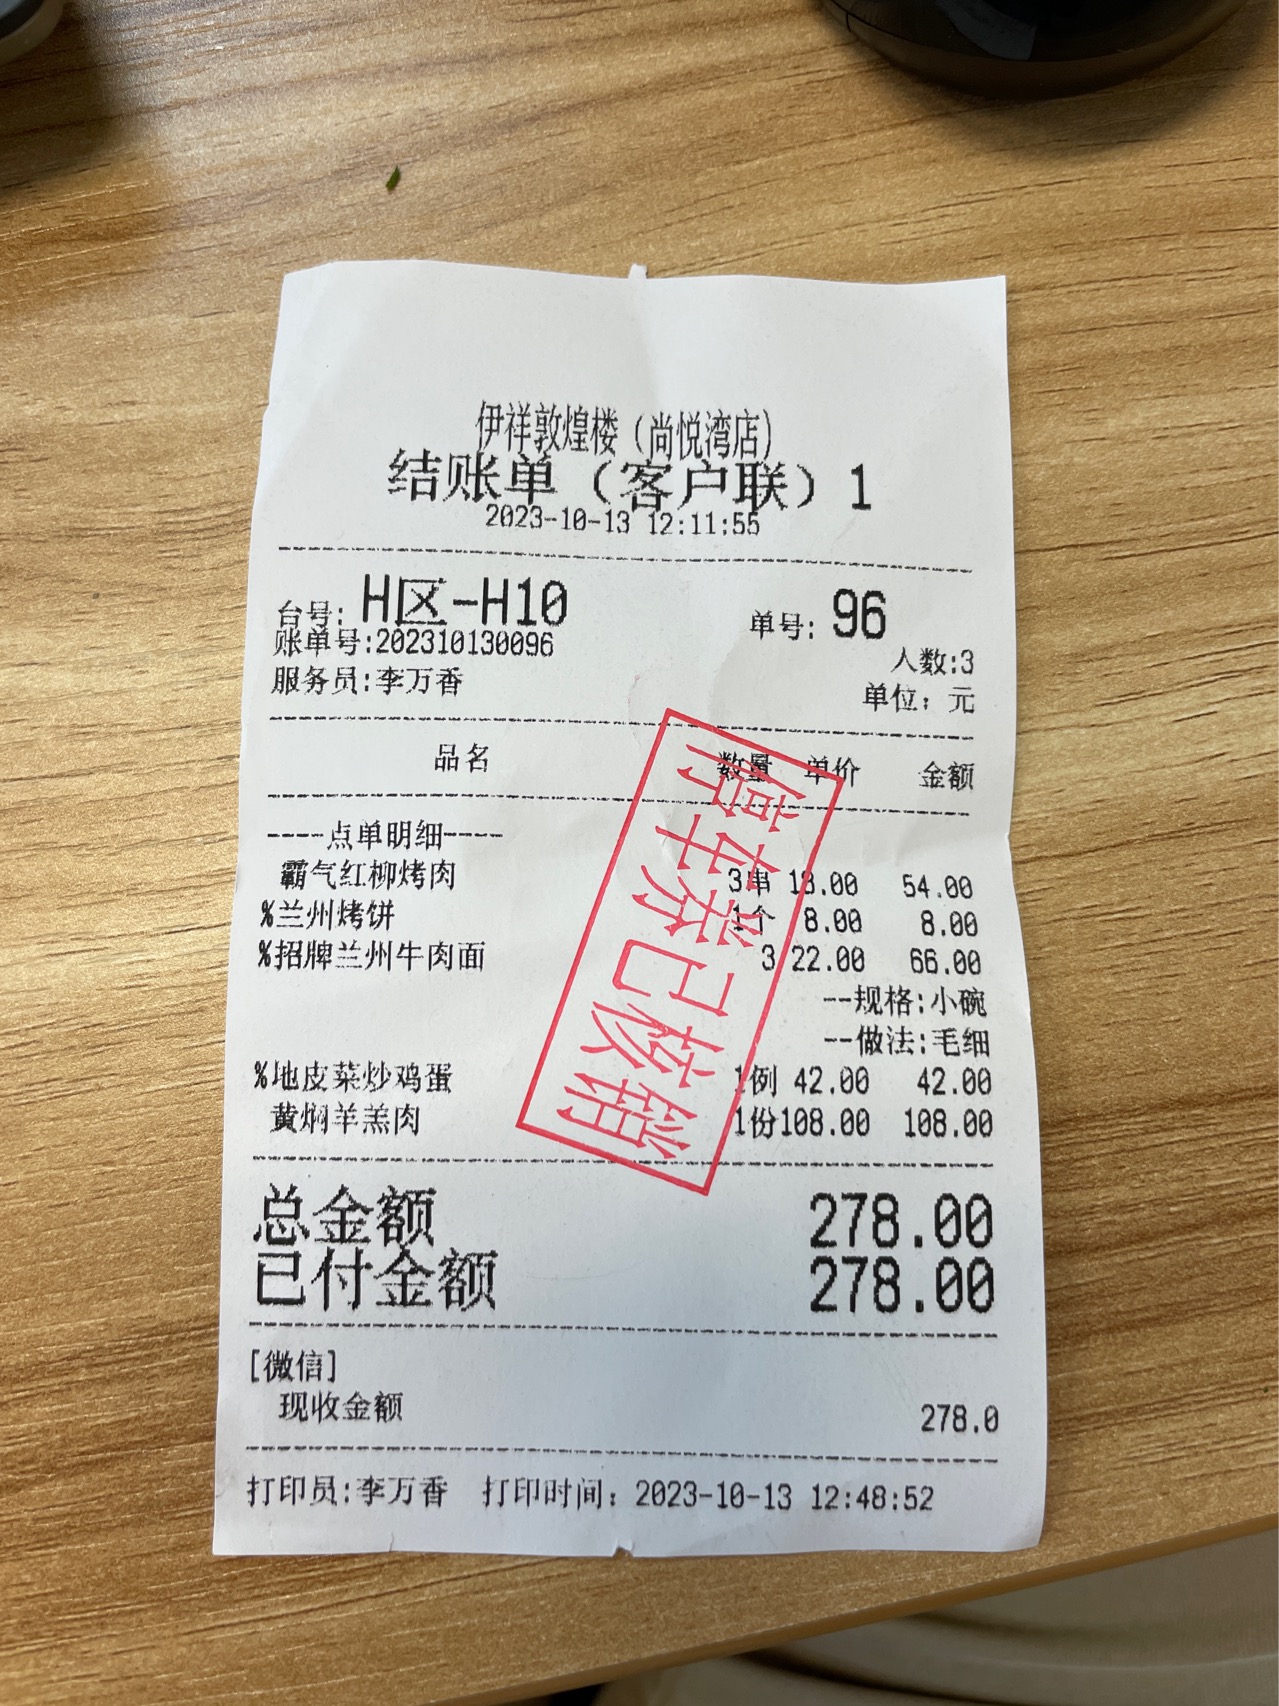 伊祥敦煌楼（尚悦湾店）
结账单（客户联）1
2023-10-13 12:11:55
台号: H区-H10 单号: 96
账单号:202310130096
人数:3
服务员:李万香
单位: 元
品名 数量 单价 金额
----点单明细----
霸气红柳烤肉 3串 18.00 54.00
%兰州烤饼 1个 8.00 8.00
%招牌兰州牛肉面 3 22.00 66.00
--规格:小碗
--做法:毛细
%地皮菜炒鸡蛋 1例 42.00 42.00
黄焖羊羔肉 1份 108.00 108.00
停车券已核销
总金额 278.00
已付金额 278.00
[微信]
现收金额 278.0
打印员:李万香 打印时间: 2023-10-13 12:48:52